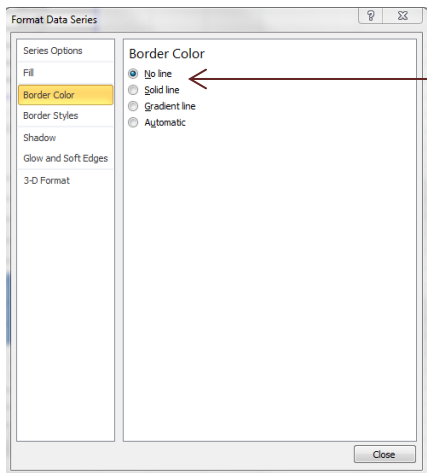 Format Data Series
Series Options
Fill
Border Color
Border Styles
Shadow
Glow and Soft Edges
3-D Format
Border Color
No line
Solid line
Gradient line
Automatic
Close